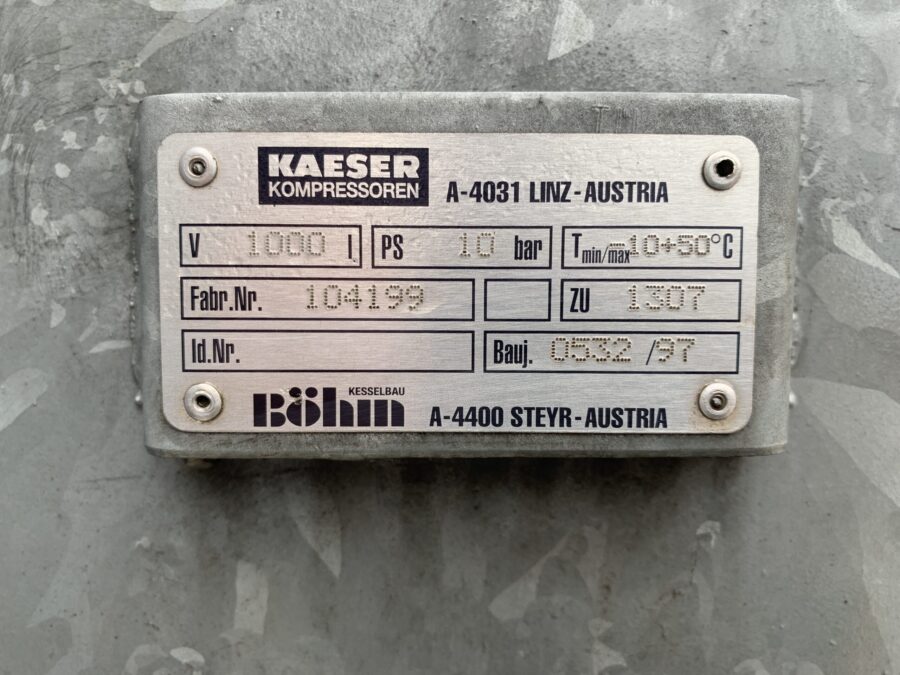 KAESER
KOMPRESSOREN
A-4031 LINZ-AUSTRIA
V 1000 l PS 10 bar Tmin/max -10+50°C
Fabr.Nr. 104199 ZU 1307
Id.Nr. Bauj. 0532 /97
KESSELBAU
Böhm A-4400 STEYR-AUSTRIA